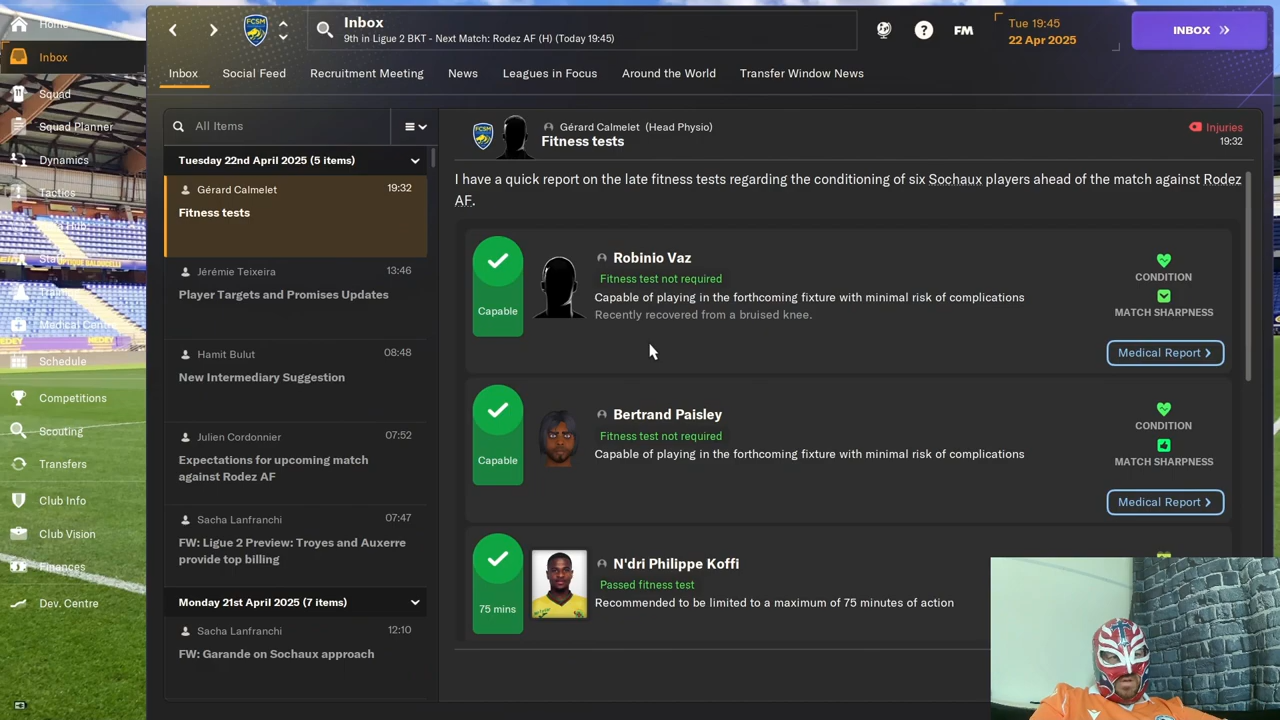 Home
Inbox
Squad
Squad Planner
Dynamics
Tactics
Medical Cent
Schedule
Competitions
Scouting
Transfers
Club Info
Club Vision
Finances
Dev. Centre
FCSM
Inbox
9th in Ligue 2 BKT - Next Match: Rodez AF (H) (Today 19:45)
?
FM
Tue 19:45
22 Apr 2025
INBOX
Inbox
Social Feed
Recruitment Meeting
News
Leagues in Focus
Around the World
Transfer Window News
All Items
Tuesday 22nd April 2025 (5 items)
Gérard Calmelet 19:32
Fitness tests
Jérémie Teixeira 13:46
Player Targets and Promises Updates
Hamit Bulut 08:48
New Intermediary Suggestion
Julien Cordonnier 07:52
Expectations for upcoming match
against Rodez AF
Sacha Lanfranchi 07:47
FW: Ligue 2 Preview: Troyes and Auxerre
provide top billing
Monday 21st April 2025 (7 items)
Sacha Lanfranchi 12:10
FW: Garande on Sochaux approach
FCSM
Gérard Calmelet (Head Physio)
Fitness tests
Injuries
19:32
I have a quick report on the late fitness tests regarding the conditioning of six Sochaux players ahead of the match against Rodez
AF.
Capable
Robinio Vaz
Fitness test not required
Capable of playing in the forthcoming fixture with minimal risk of complications
Recently recovered from a bruised knee.
CONDITION
MATCH SHARPNESS
Medical Report
Capable
Bertrand Paisley
Fitness test not required
Capable of playing in the forthcoming fixture with minimal risk of complications
CONDITION
MATCH SHARPNESS
Medical Report
75 mins
N'dri Philippe Koffi
Passed fitness test
Recommended to be limited to a maximum of 75 minutes of action